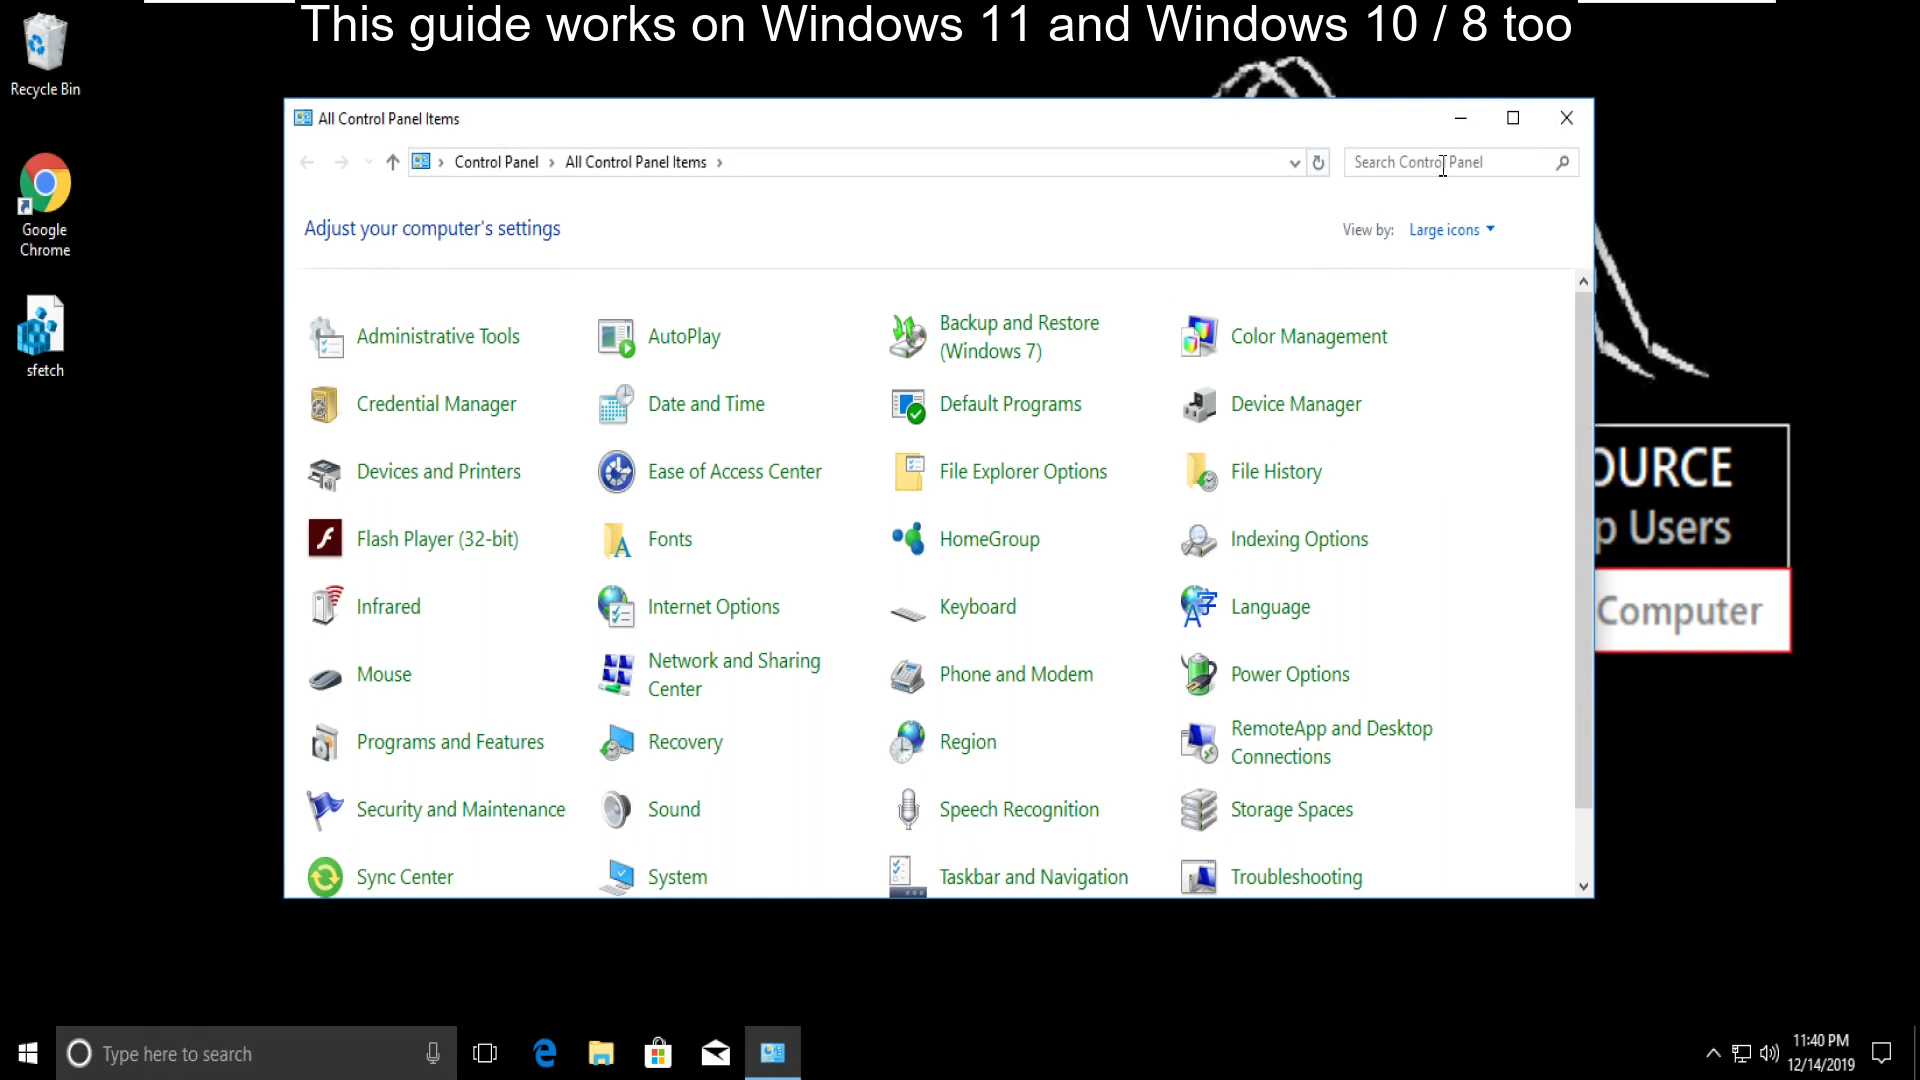 This guide works on Windows 11 and Windows 10 / 8 too
Recycle Bin
Google
Chrome
sfetch
All Control Panel Items
Control Panel
All Control Panel Items
Search Control Panel
Adjust your computer's settings
View by: Large icons
Administrative Tools
AutoPlay
Backup and Restore
(Windows 7)
Color Management
Credential Manager
Date and Time
Default Programs
Device Manager
Devices and Printers
Ease of Access Center
File Explorer Options
File History
Flash Player (32-bit)
Fonts
HomeGroup
Indexing Options
Infrared
Internet Options
Keyboard
Language
Mouse
Network and Sharing
Center
Phone and Modem
Power Options
Programs and Features
Recovery
Region
RemoteApp and Desktop
Connections
Security and Maintenance
Sound
Speech Recognition
Storage Spaces
Sync Center
System
Taskbar and Navigation
Troubleshooting
OURCE
p Users
Computer
Type here to search
11:40 PM
12/14/2019